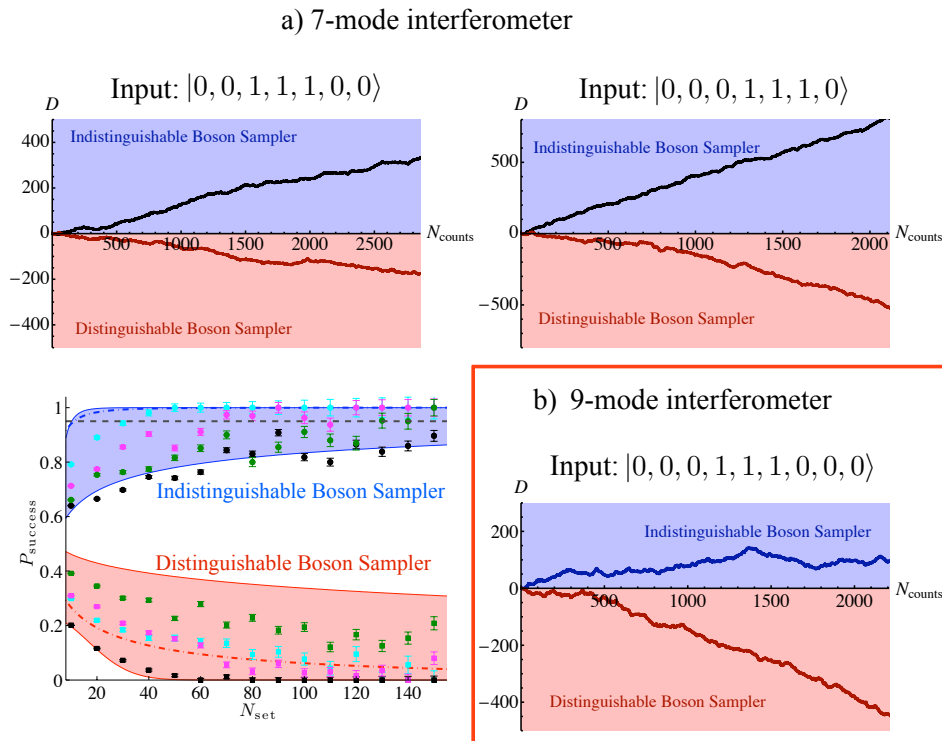 a) 7-mode interferometer
Input: |0, 0, 1, 1, 1, 0, 0⟩
D
400
200
0
−200
−400
500
1000
1500
2000
2500
N_counts
Indistinguishable Boson Sampler
Distinguishable Boson Sampler
Input: |0, 0, 0, 1, 1, 1, 0⟩
D
500
0
−500
500
1000
1500
2000
N_counts
Indistinguishable Boson Sampler
Distinguishable Boson Sampler
P_success
1
0.8
0.6
0.4
0.2
0
Indistinguishable Boson Sampler
Distinguishable Boson Sampler
20 40 60 80 100 120 140
N_set
b) 9-mode interferometer
Input: |0, 0, 0, 1, 1, 1, 0, 0, 0⟩
D
200
0
−200
−400
500
1000
1500
2000
N_counts
Indistinguishable Boson Sampler
Distinguishable Boson Sampler